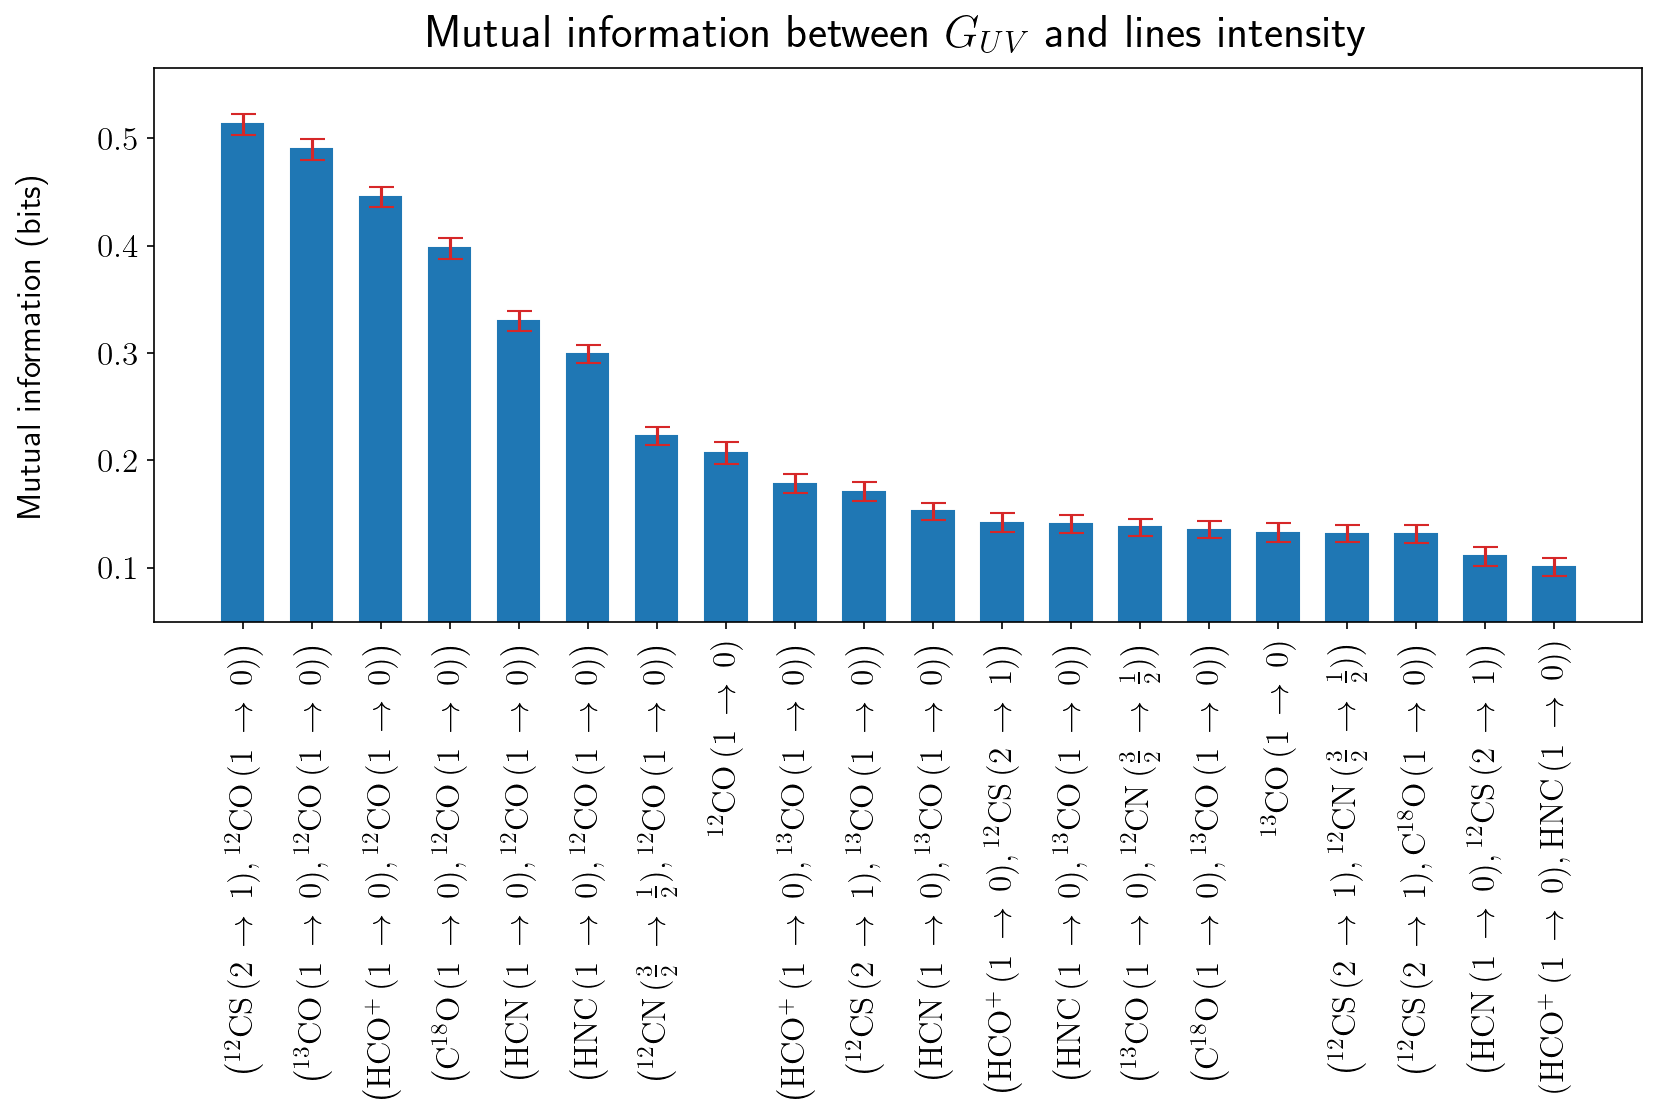 Mutual information between G_UV and lines intensity
Mutual information (bits)
0.5
0.4
0.3
0.2
0.1
(¹²CS (2 → 1), ¹²CO (1 → 0))
(¹³CO (1 → 0), ¹²CO (1 → 0))
(HCO⁺ (1 → 0), ¹²CO (1 → 0))
(C¹⁸O (1 → 0), ¹²CO (1 → 0))
(HCN (1 → 0), ¹²CO (1 → 0))
(HNC (1 → 0), ¹²CO (1 → 0))
(¹²CN (3/2 → 1/2), ¹²CO (1 → 0))
¹²CO (1 → 0)
(HCO⁺ (1 → 0), ¹³CO (1 → 0))
(¹²CS (2 → 1), ¹³CO (1 → 0))
(HCN (1 → 0), ¹³CO (1 → 0))
(HCO⁺ (1 → 0), ¹²CS (2 → 1))
(HNC (1 → 0), ¹³CO (1 → 0))
(¹³CO (1 → 0), ¹²CN (3/2 → 1/2))
(C¹⁸O (1 → 0), ¹³CO (1 → 0))
¹³CO (1 → 0)
(¹²CS (2 → 1), ¹²CN (3/2 → 1/2))
(¹²CS (2 → 1), C¹⁸O (1 → 0))
(HCN (1 → 0), ¹²CS (2 → 1))
(HCO⁺ (1 → 0), HNC (1 → 0))